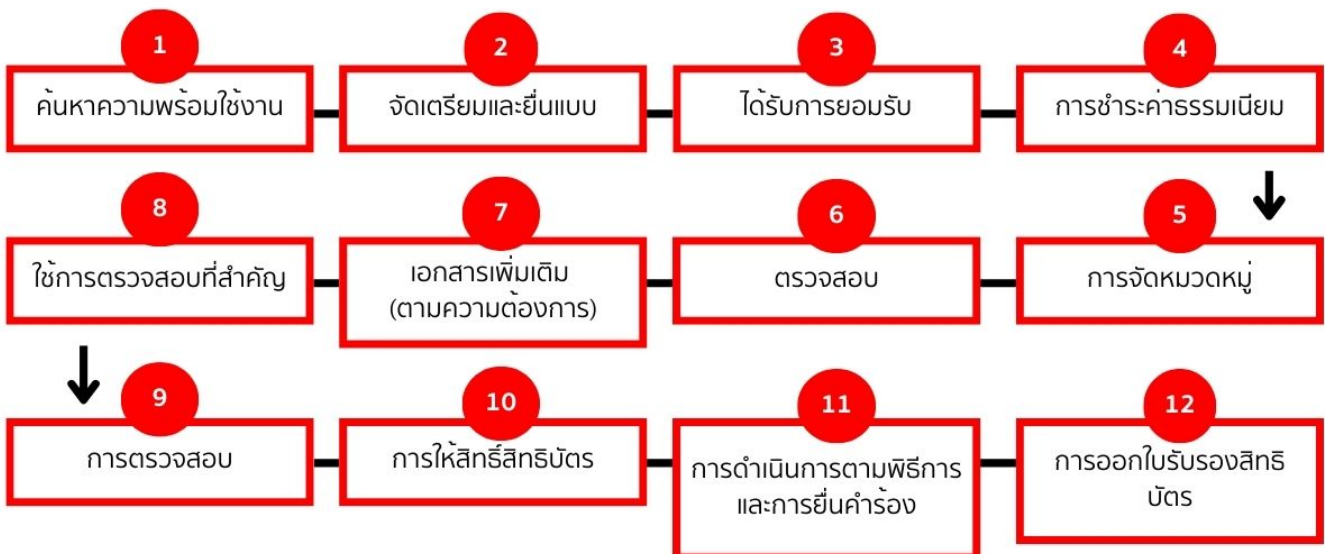 1
ค้นหาความพร้อมใช้งาน
2
จัดเตรียมและยื่นแบบ
3
ได้รับการยอมรับ
4
การชำระค่าธรรมเนียม
5
การจัดหมวดหมู่
6
ตรวจสอบ
7
เอกสารเพิ่มเติม
(ตามความต้องการ)
8
ใช้การตรวจสอบที่สำคัญ
9
การตรวจสอบ
10
การให้สิทธิ์สิทธิบัตร
11
การดำเนินการตามพิธีการ
และการยื่นคำร้อง
12
การออกใบรับรองสิทธิ
บัตร